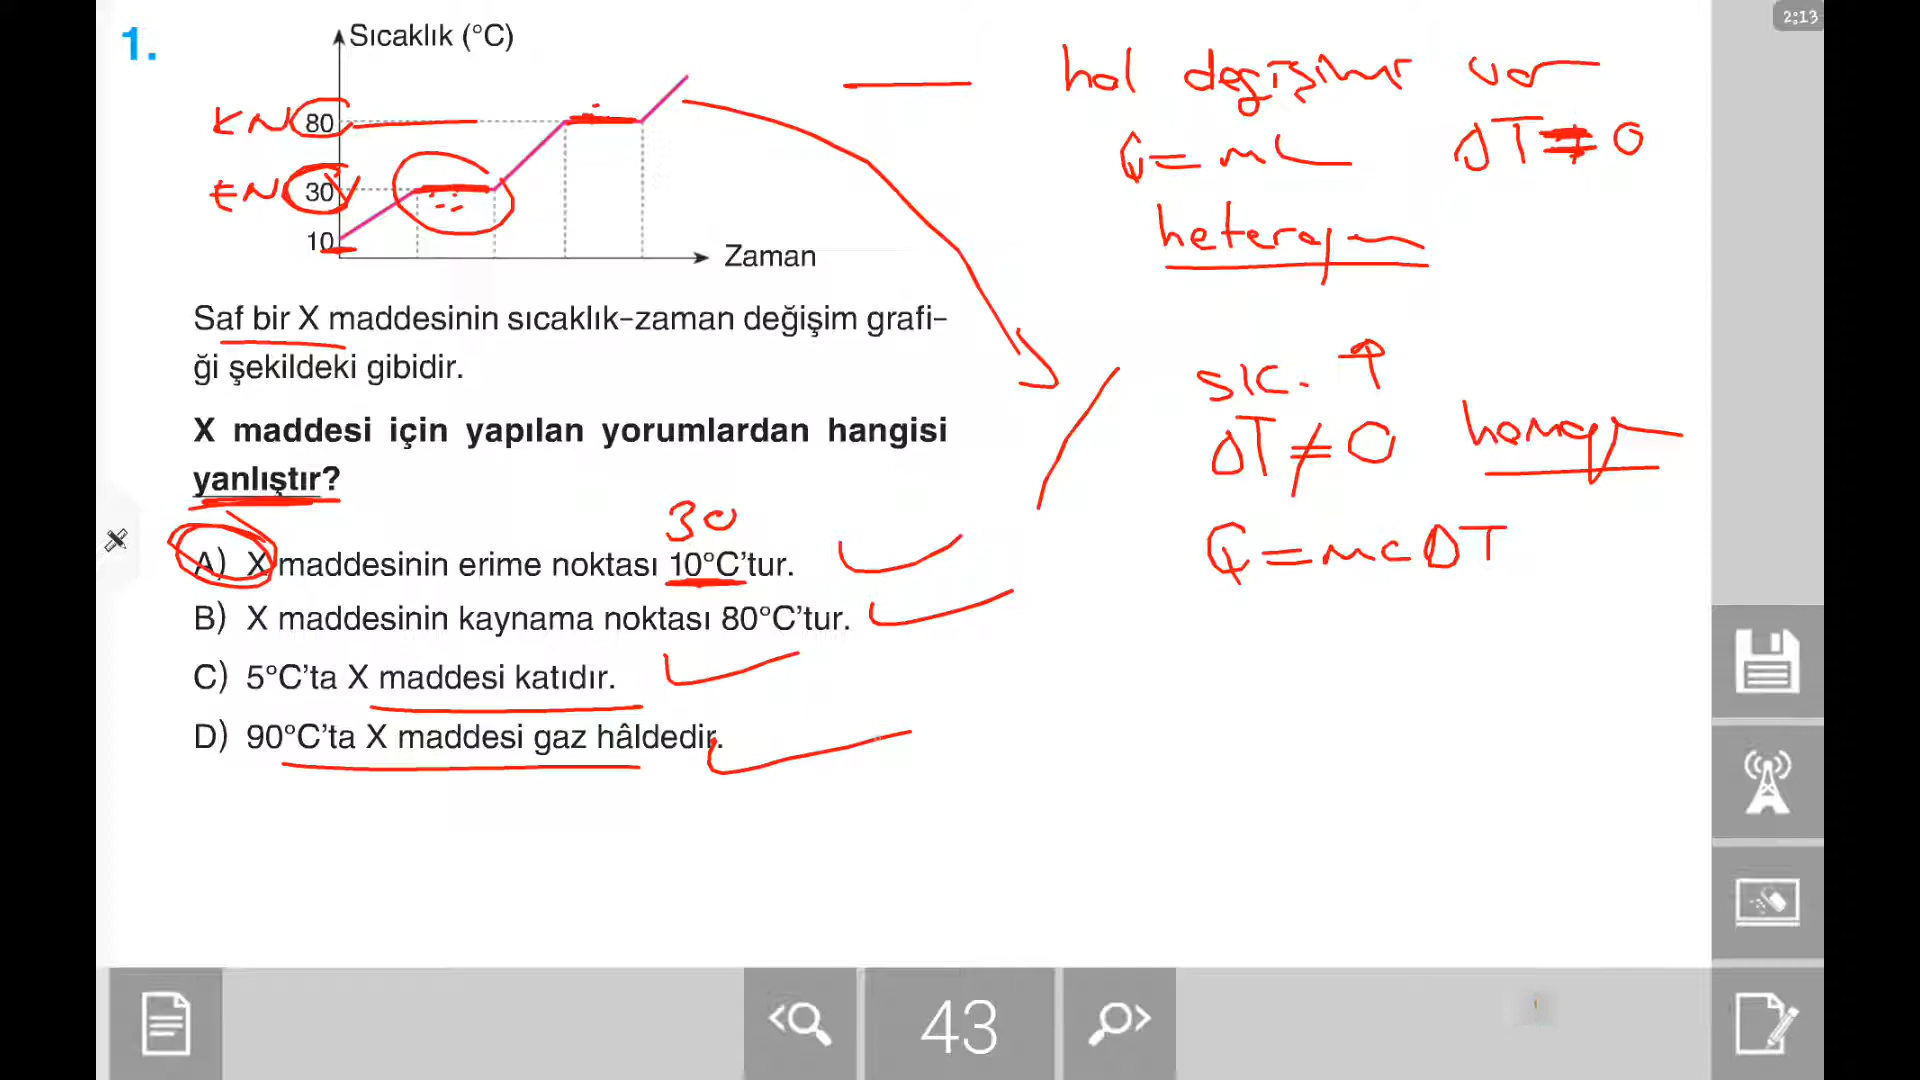 2:13
1.
Sıcaklık (°C)
KN 80
EN 30
10
Zaman
hal değişimi var
Q = mL ΔT = 0
heterojen
Saf bir X maddesinin sıcaklık-zaman değişim grafi-
ği şekildeki gibidir.
sıc. ↑
ΔT ≠ 0 homojen
Q = mcΔT
X maddesi için yapılan yorumlardan hangisi
yanlıştır?
30
A) X maddesinin erime noktası 10°C'tur.
B) X maddesinin kaynama noktası 80°C'tur.
C) 5°C'ta X maddesi katıdır.
D) 90°C'ta X maddesi gaz hâldedir.
43